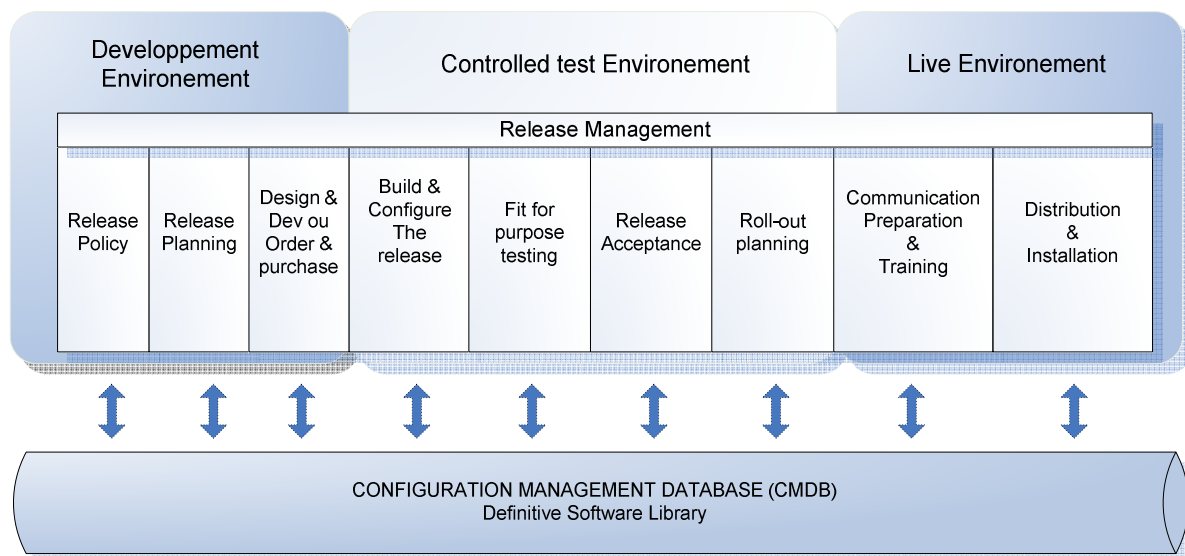 Developpement
Environement
Controlled test Environement
Live Environement
Release Management
Release
Policy
Release
Planning
Design &
Dev ou
Order &
purchase
Build &
Configure
The
release
Fit for
purpose
testing
Release
Acceptance
Roll-out
planning
Communication
Preparation
&
Training
Distribution
&
Installation
CONFIGURATION MANAGEMENT DATABASE (CMDB)
Definitive Software Library